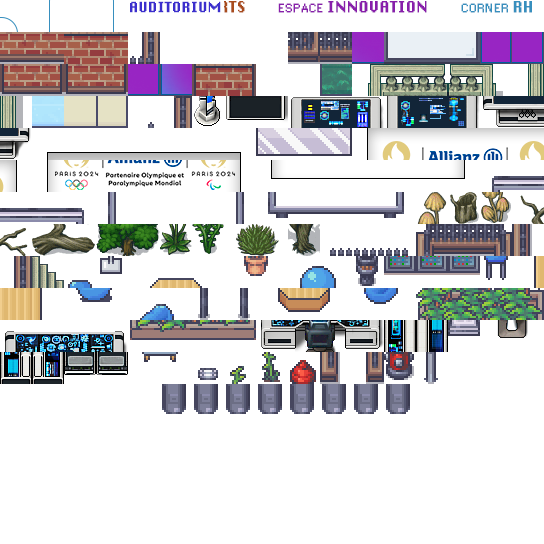 AUDITORIUM ITS
ESPACE INNOVATION
CORNER RH
Allianz
Allianz
PARIS 2024
Partenaire Olympique et
Paralympique Mondial
PARIS 2024